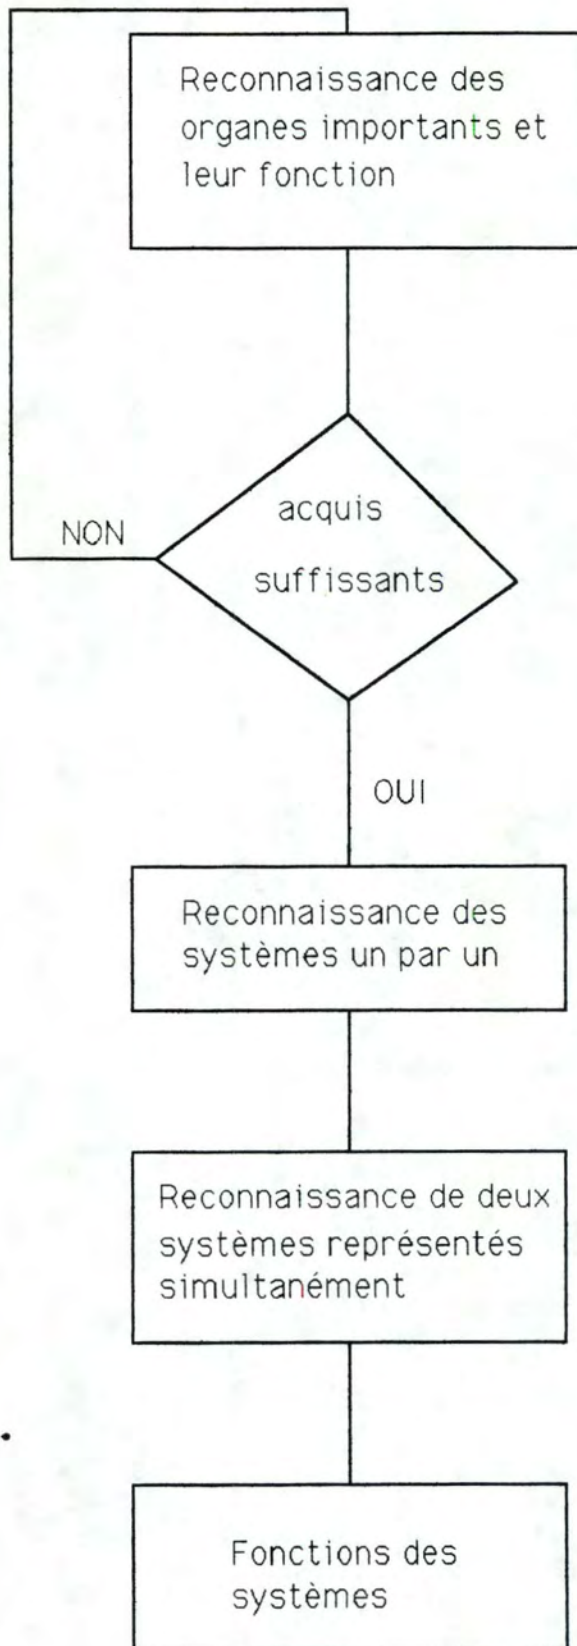 Reconnaissance des
organes importants et
leur fonction
acquis
suffissants
NON
OUI
Reconnaissance des
systèmes un par un
Reconnaissance de deux
systèmes représentés
simultanément
Fonctions des
systèmes